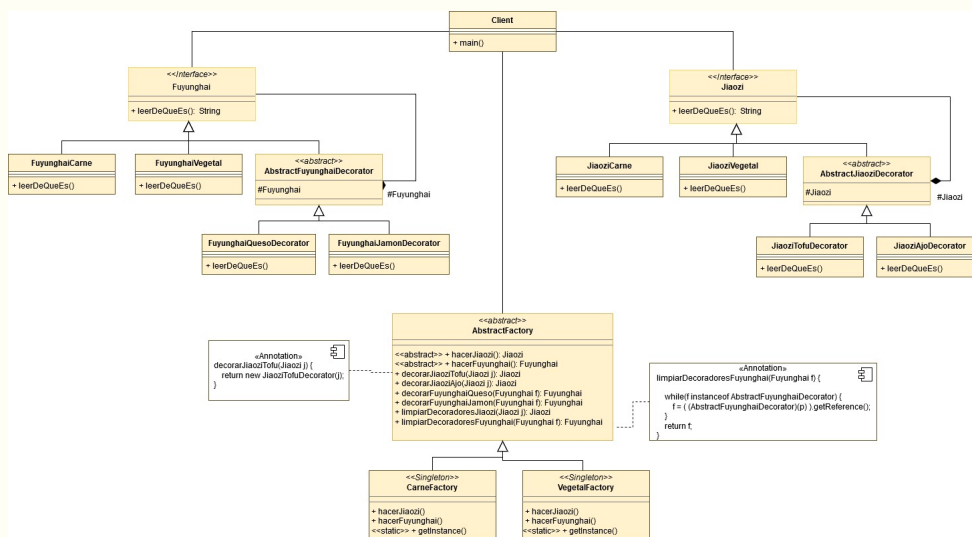 Client
+ main()
<<Interface>>
Fuyunghai
+ leerDeQueEs(): String
<<Interface>>
Jiaozi
+ leerDeQueEs(): String
FuyunghaiCarne
+ leerDeQueEs()
FuyunghaiVegetal
+ leerDeQueEs()
<<abstract>>
AbstractFuyunghaiDecorator
#Fuyunghai
#Fuyunghai
JiaoziCarne
+ leerDeQueEs()
JiaoziVegetal
+ leerDeQueEs()
<<abstract>>
AbstractJiaoziDecorator
#Jiaozi
#Jiaozi
FuyunghaiQuesoDecorator
+ leerDeQueEs()
FuyunghaiJamonDecorator
+ leerDeQueEs()
JiaoziTofuDecorator
+ leerDeQueEs()
JiaoziAjoDecorator
+ leerDeQueEs()
<<abstract>>
AbstractFactory
<<abstract>> + hacerJiaozi(): Jiaozi
<<abstract>> + hacerFuyunghai(): Fuyunghai
+ decorarJiaoziTofu(Jiaozi j): Jiaozi
+ decorarJiaoziAjo(Jiaozi j): Jiaozi
+ decorarFuyunghaiQueso(Fuyunghai f): Fuyunghai
+ decorarFuyunghaiJamon(Fuyunghai f): Fuyunghai
+ limpiarDecoradoresJiaozi(Jiaozi j): Jiaozi
+ limpiarDecoradoresFuyunghai(Fuyunghai f): Fuyunghai
«Annotation»
decorarJiaoziTofu(Jiaozi j) {
return new JiaoziTofuDecorator(j);
}
«Annotation»
limpiarDecoradoresFuyunghai(Fuyunghai f) {
while(f instanceof AbstractFuyunghaiDecorator) {
f = ( (AbstractFuyunghaiDecorator)(p) ).getReference();
}
return f;
}
<<Singleton>>
CarneFactory
+ hacerJiaozi()
+ hacerFuyunghai()
<<static>> + getInstance()
<<Singleton>>
VegetalFactory
+ hacerJiaozi()
+ hacerFuyunghai()
<<static>> + getInstance()